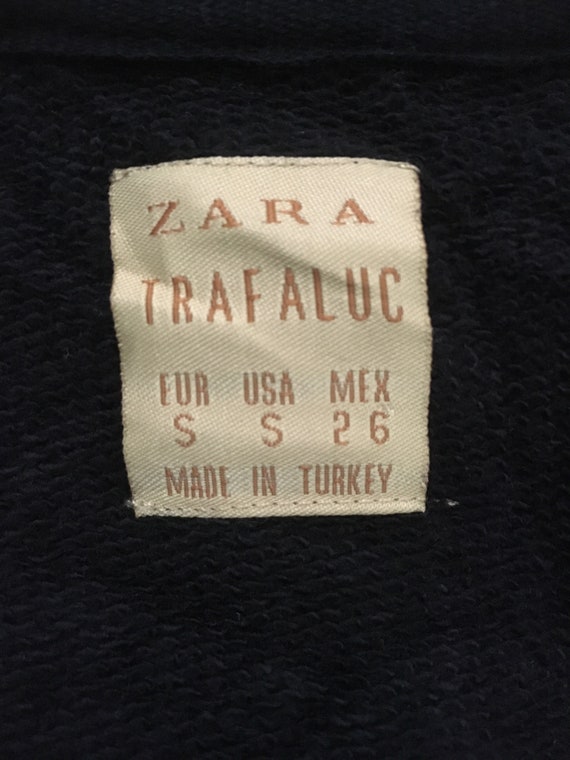 ZARA
TRAFALUC
EUR USA MEX
S S 26
MADE IN TURKEY